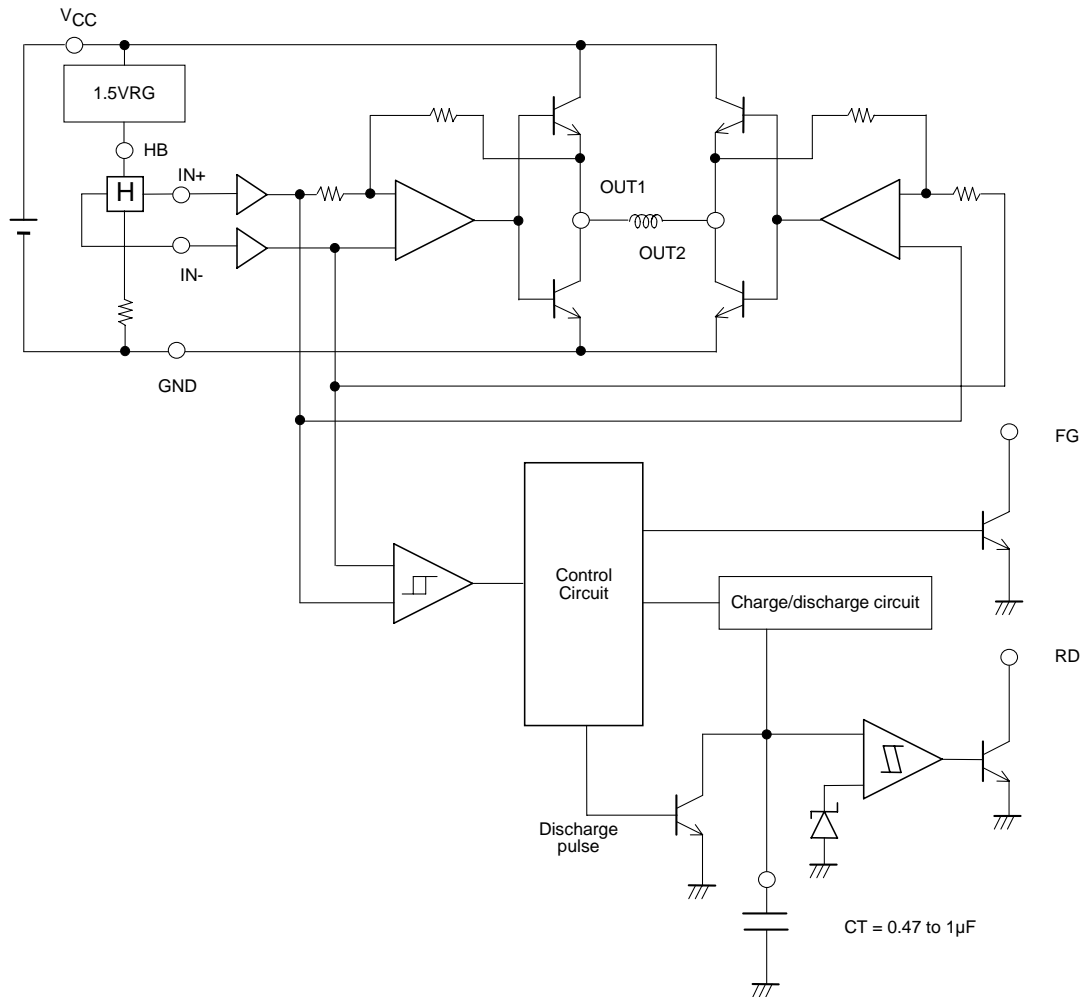 VCC
1.5VRG
HB
IN+
H
OUT1
OUT2
IN-
GND
FG
Control
Circuit
Charge/discharge circuit
RD
Discharge
pulse
CT = 0.47 to 1µF